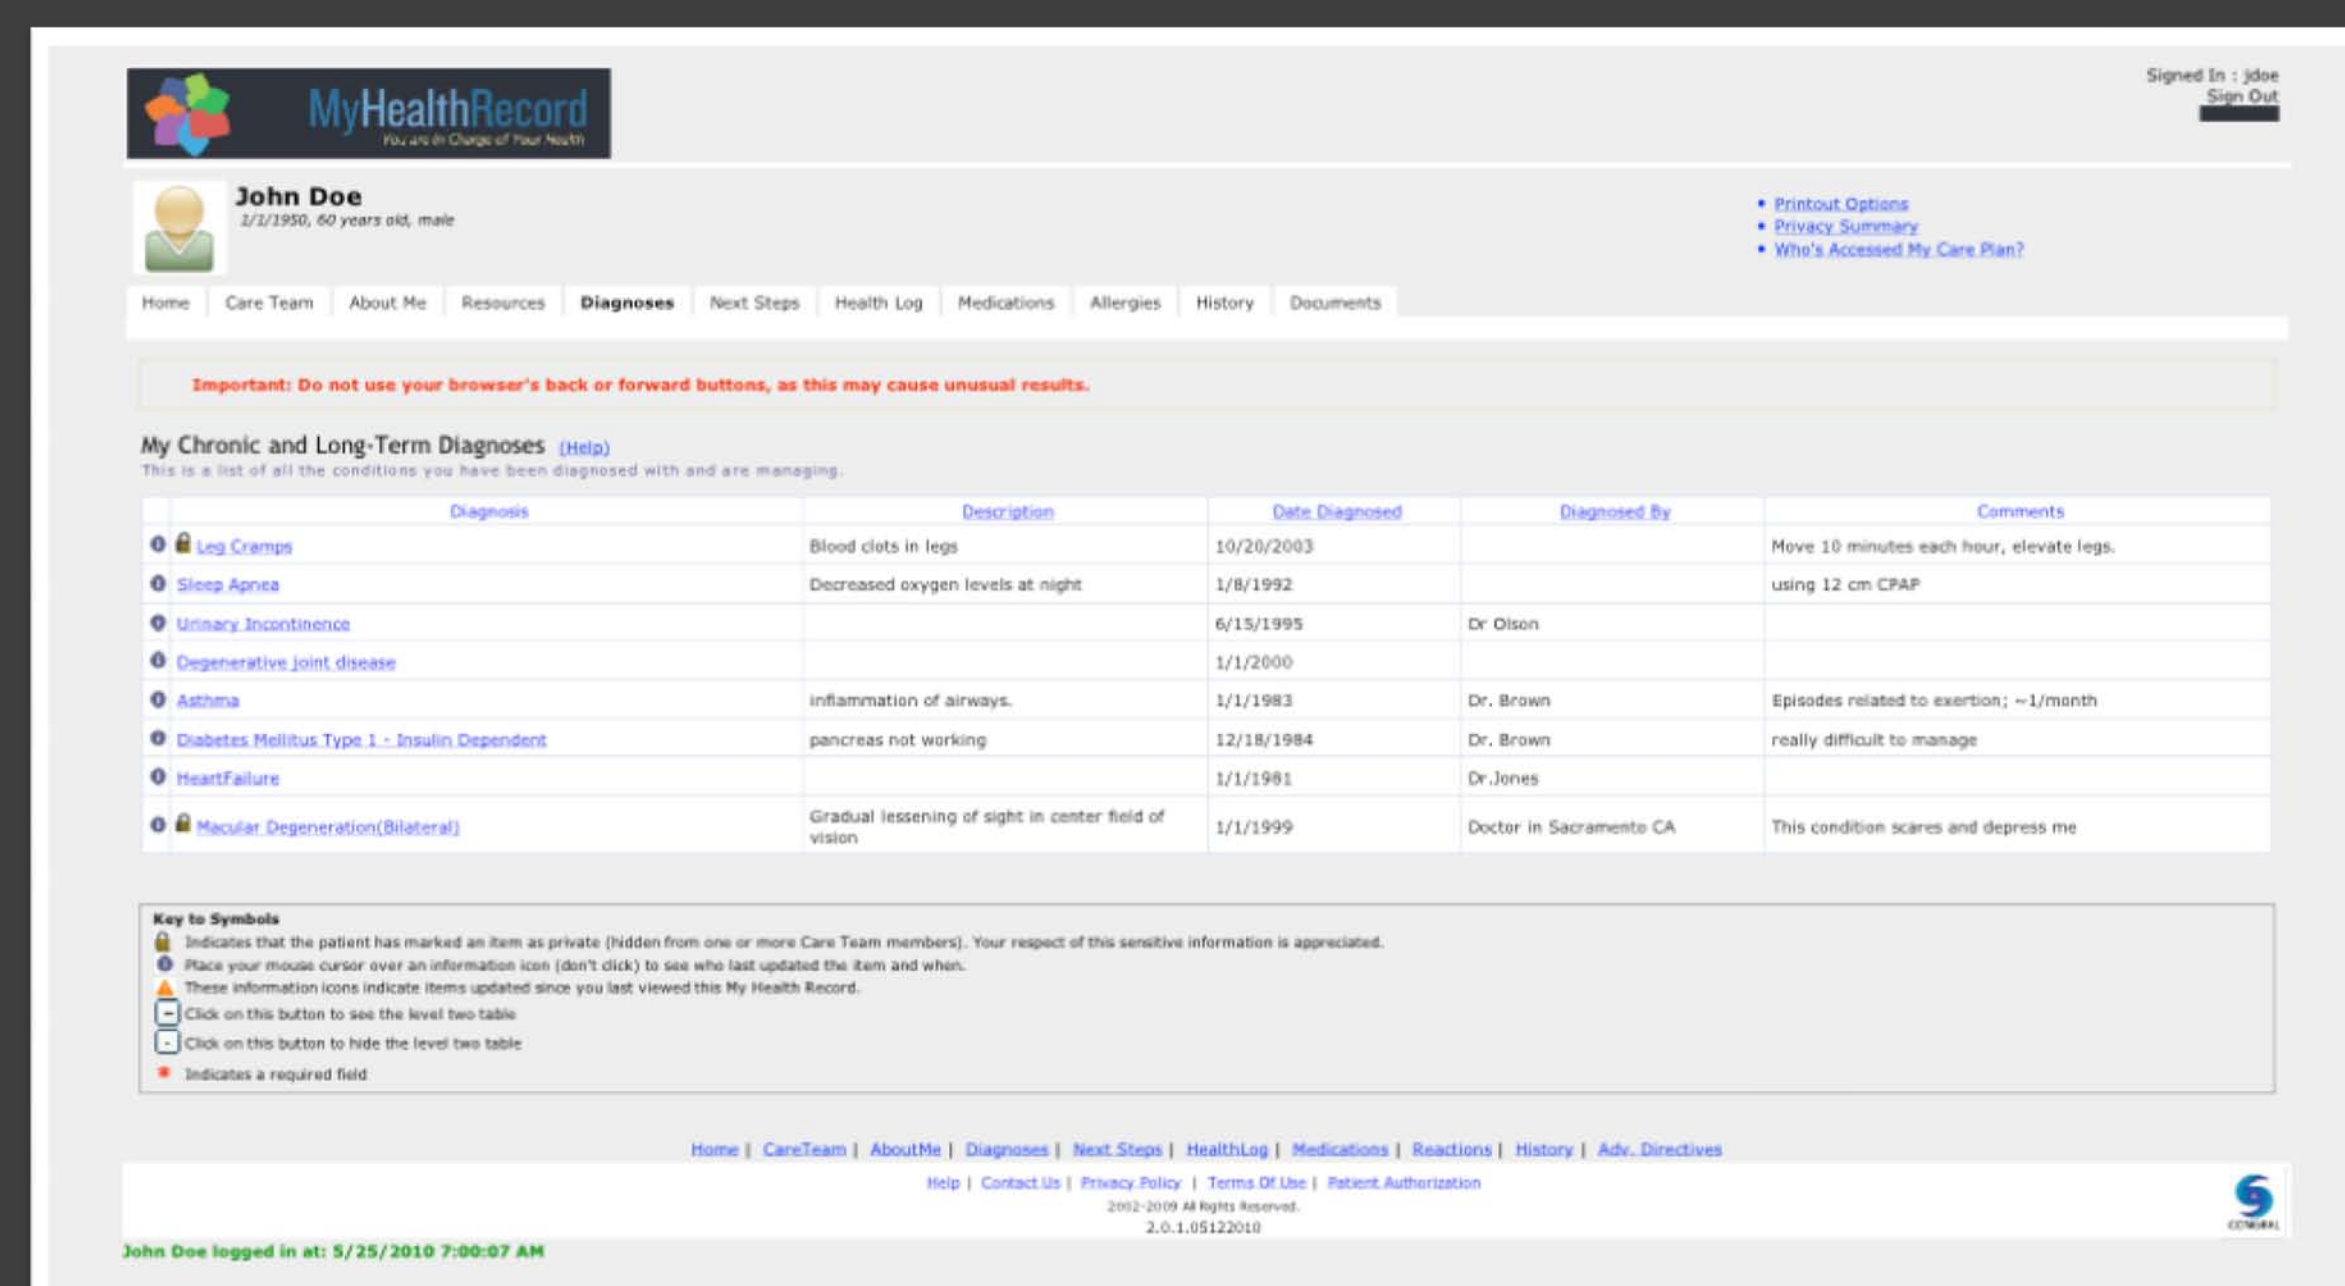 MyHealthRecord
You are in Charge of Your Health
Signed In : jdoe
Sign Out
John Doe
1/1/1950, 60 years old, male
Printout Options
Privacy Summary
Who's Accessed My Care Plan?
Home Care Team About Me Resources Diagnoses Next Steps Health Log Medications Allergies History Documents
Important: Do not use your browser's back or forward buttons, as this may cause unusual results.
My Chronic and Long-Term Diagnoses (Help)
This is a list of all the conditions you have been diagnosed with and are managing.
Diagnosis Description Date Diagnosed Diagnosed By Comments
Leg Cramps Blood clots in legs 10/20/2003 Move 10 minutes each hour, elevate legs.
Sleep Apnea Decreased oxygen levels at night 1/8/1992 using 12 cm CPAP
Urinary Incontinence 6/15/1995 Dr Olson
Degenerative joint disease 1/1/2000
Asthma inflammation of airways. 1/1/1983 Dr. Brown Episodes related to exertion; ~1/month
Diabetes Mellitus Type 1 - Insulin Dependent pancreas not working 12/18/1984 Dr. Brown really difficult to manage
HeartFailure 1/1/1981 Dr.Jones
Macular Degeneration(Bilateral) Gradual lessening of sight in center field of
vision 1/1/1999 Doctor in Sacramento CA This condition scares and depress me
Key to Symbols
Indicates that the patient has marked an item as private (hidden from one or more Care Team members). Your respect of this sensitive information is appreciated.
Place your mouse cursor over an information icon (don't click) to see who last updated the item and when.
These information icons indicate items updated since you last viewed this My Health Record.
Click on this button to see the level two table
Click on this button to hide the level two table
* Indicates a required field
Home | CareTeam | AboutMe | Diagnoses | Next Steps | HealthLog | Medications | Reactions | History | Adv. Directives
Help | Contact Us | Privacy Policy | Terms Of Use | Patient Authorization
2002-2009 All Rights Reserved.
2.0.1.05122010
John Doe logged in at: 5/25/2010 7:00:07 AM